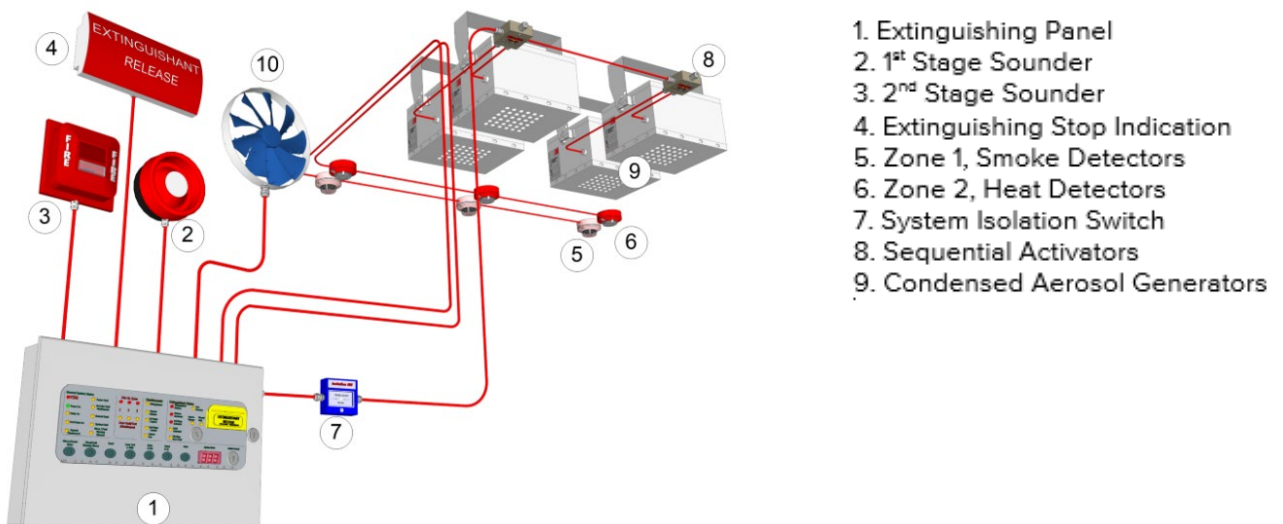 4
EXTINGUISHANT
RELEASE
10
8
FIRE
FIRE
3
2
9
5
6
7
1
1. Extinguishing Panel
2. 1st Stage Sounder
3. 2nd Stage Sounder
4. Extinguishing Stop Indication
5. Zone 1, Smoke Detectors
6. Zone 2, Heat Detectors
7. System Isolation Switch
8. Sequential Activators
9. Condensed Aerosol Generators